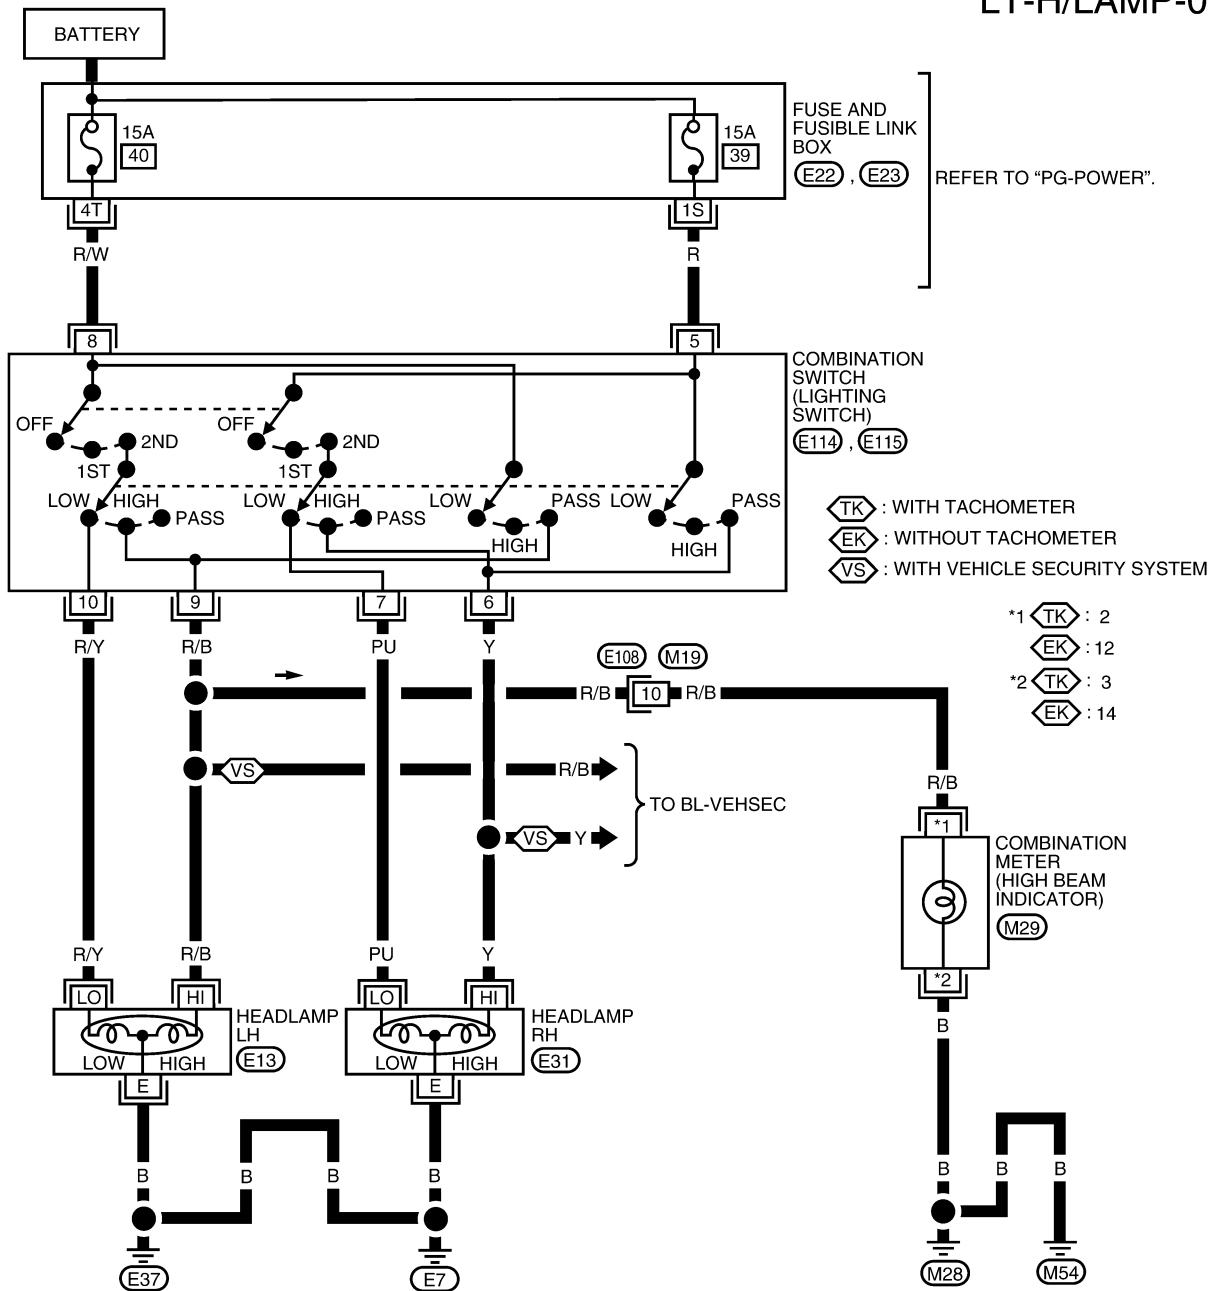 LT-H/LAMP-0
BATTERY
15A
40
15A
39
FUSE AND
FUSIBLE LINK
BOX
E22 , E23
REFER TO “PG-POWER”.
4T
1S
R/W
R
8
5
COMBINATION
SWITCH
(LIGHTING
SWITCH)
E114 , E115
OFF
2ND
1ST
OFF
2ND
1ST
LOW HIGH PASS
LOW HIGH PASS
LOW PASS
HIGH
LOW PASS
HIGH
TK : WITH TACHOMETER
EK : WITHOUT TACHOMETER
VS : WITH VEHICLE SECURITY SYSTEM
*1 TK : 2
EK : 12
*2 TK : 3
EK : 14
10
9
7
6
R/Y
R/B
PU
Y
E108 M19
R/B 10 R/B
VS
R/B
VS Y
TO BL-VEHSEC
R/B
*1
COMBINATION
METER
(HIGH BEAM
INDICATOR)
M29
*2
B
R/Y
R/B
PU
Y
LO
HI
LO
HI
HEADLAMP
LH
E13
LOW HIGH
HEADLAMP
RH
E31
LOW HIGH
E
E
B
B
B
B
B
B
B
E37
E7
M28
M54